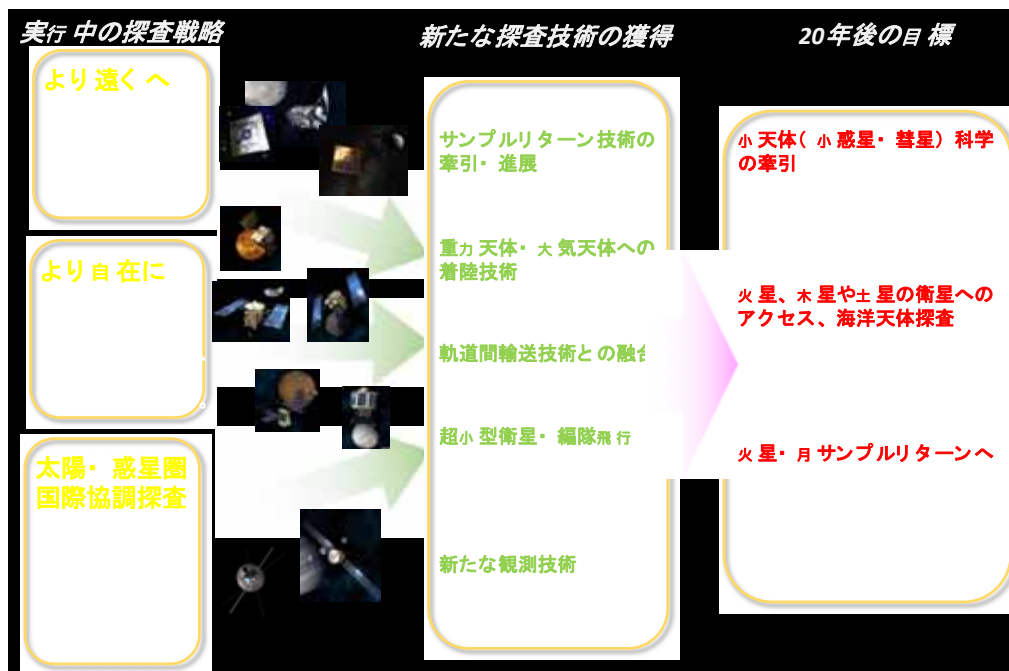 実行中の探査戦略
新たな探査技術の獲得
20年後の目標
より遠くへ
より自在に
太陽・惑星圏
国際協調探査
サンプルリターン技術の
牽引・進展
重力天体・大気天体への
着陸技術
軌道間輸送技術との融合
超小型衛星・編隊飛行
新たな観測技術
小天体(小惑星・彗星)科学
の牽引
火星、木星や土星の衛星への
アクセス、海洋天体探査
火星・月サンプルリターンへ